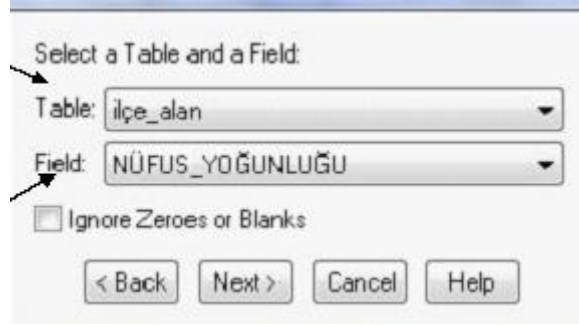 Select a Table and a Field:
Table: ilçe_alan
Field: NÜFUS_YOĞUNLUĞU
Ignore Zeroes or Blanks
< Back Next > Cancel Help